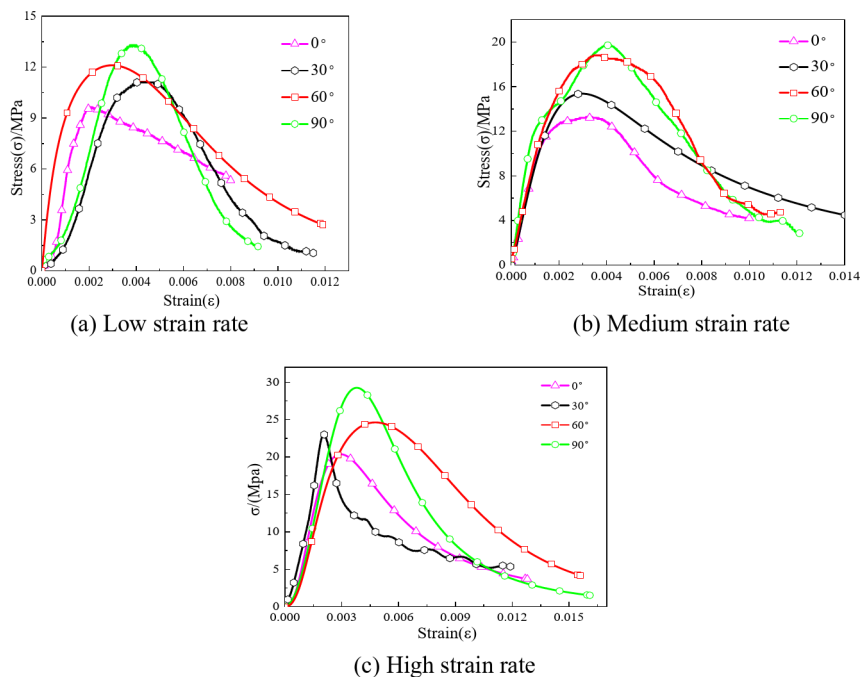 15
12
9
6
3
0
Stress(σ)/MPa
0°
30°
60°
90°
0.000 0.002 0.004 0.006 0.008 0.010 0.012
Strain(ε)
(a) Low strain rate
20
16
12
8
4
0
Stress(σ)/MPa
0°
30°
60°
90°
0.000 0.002 0.004 0.006 0.008 0.010 0.012 0.014
Strain(ε)
(b) Medium strain rate
30
25
20
15
10
5
0
σ/(Mpa)
0°
30°
60°
90°
0.000 0.003 0.006 0.009 0.012 0.015
Strain(ε)
(c) High strain rate